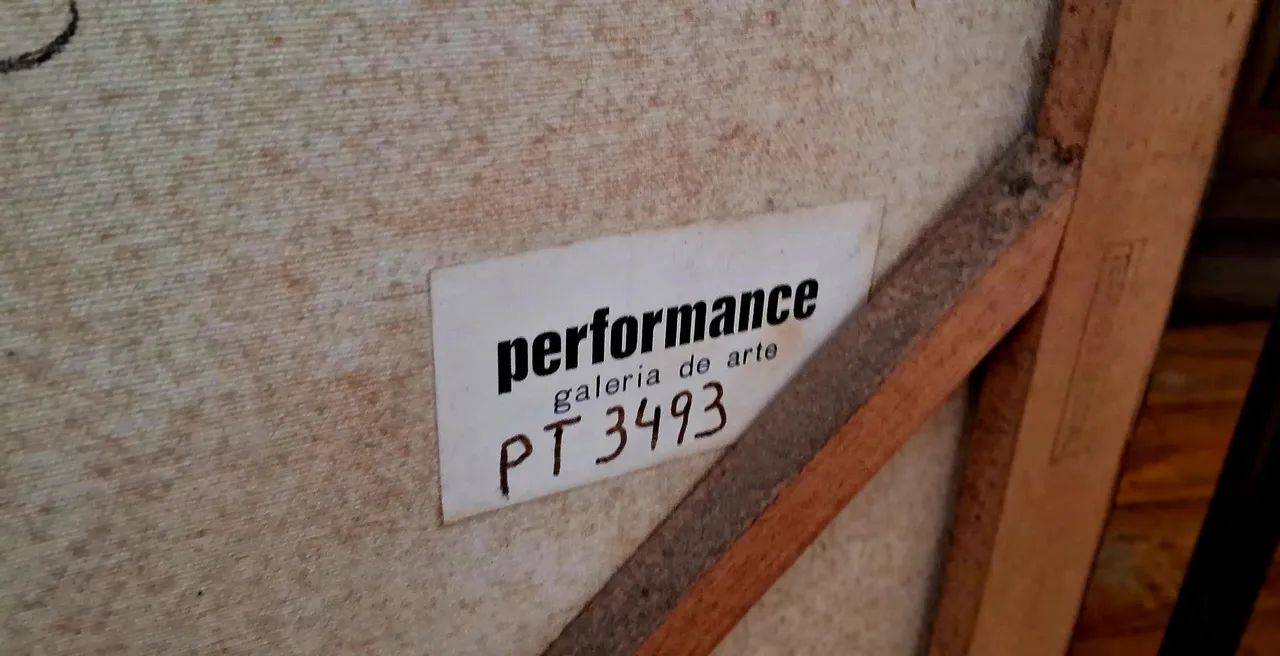 performance
galeria de arte
PT 3493